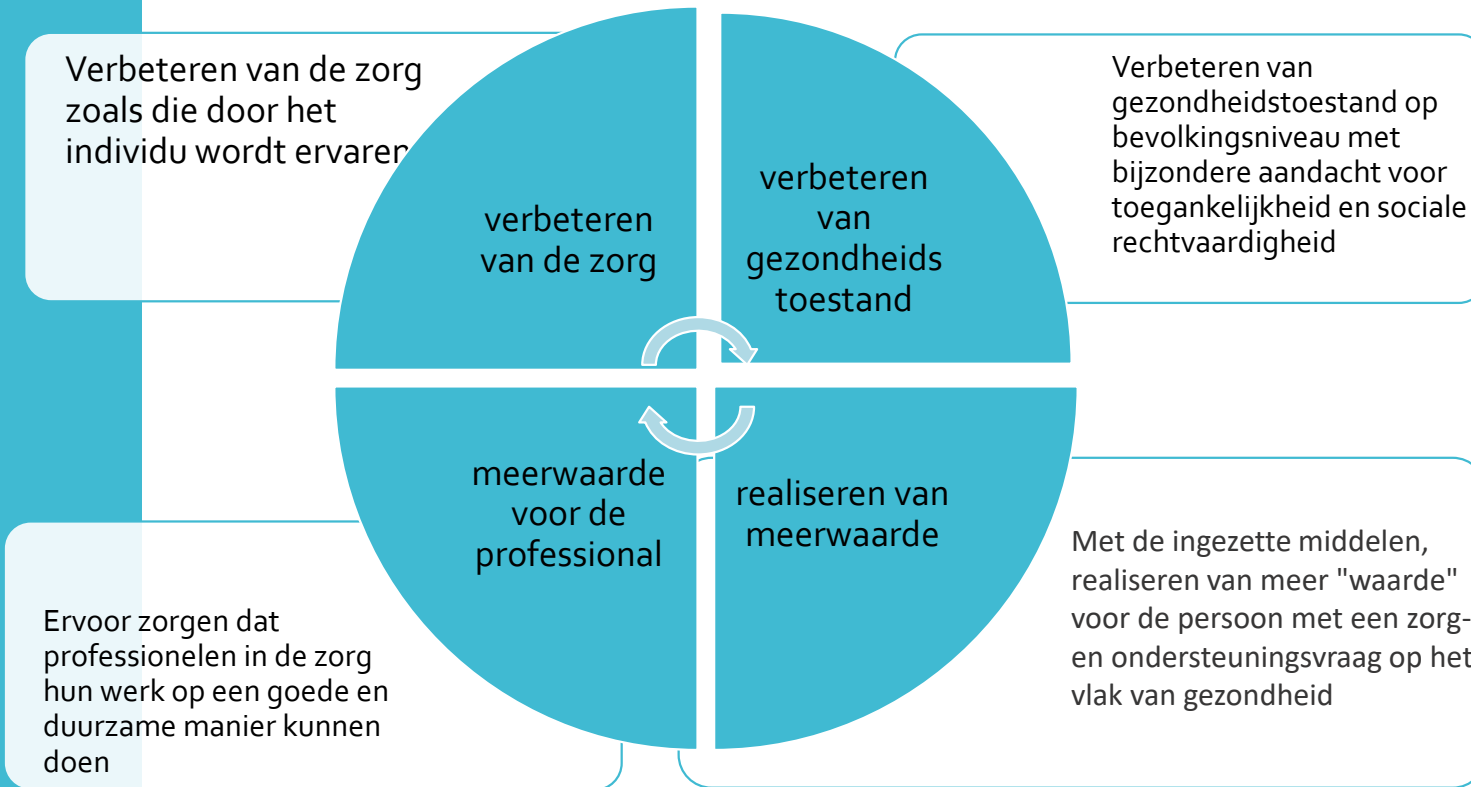 Verbeteren van de zorg
zoals die door het
individu wordt ervaren
verbeteren
van de zorg
verbeteren
van
gezondheids
toestand
Verbeteren van
gezondheidstoestand op
bevolkingsniveau met
bijzondere aandacht voor
toegankelijkheid en sociale
rechtvaardigheid
meerwaarde
voor de
professional
realiseren van
meerwaarde
Ervoor zorgen dat
professionelen in de zorg
hun werk op een goede en
duurzame manier kunnen
doen
Met de ingezette middelen,
realiseren van meer "waarde"
voor de persoon met een zorg-
en ondersteuningsvraag op het
vlak van gezondheid